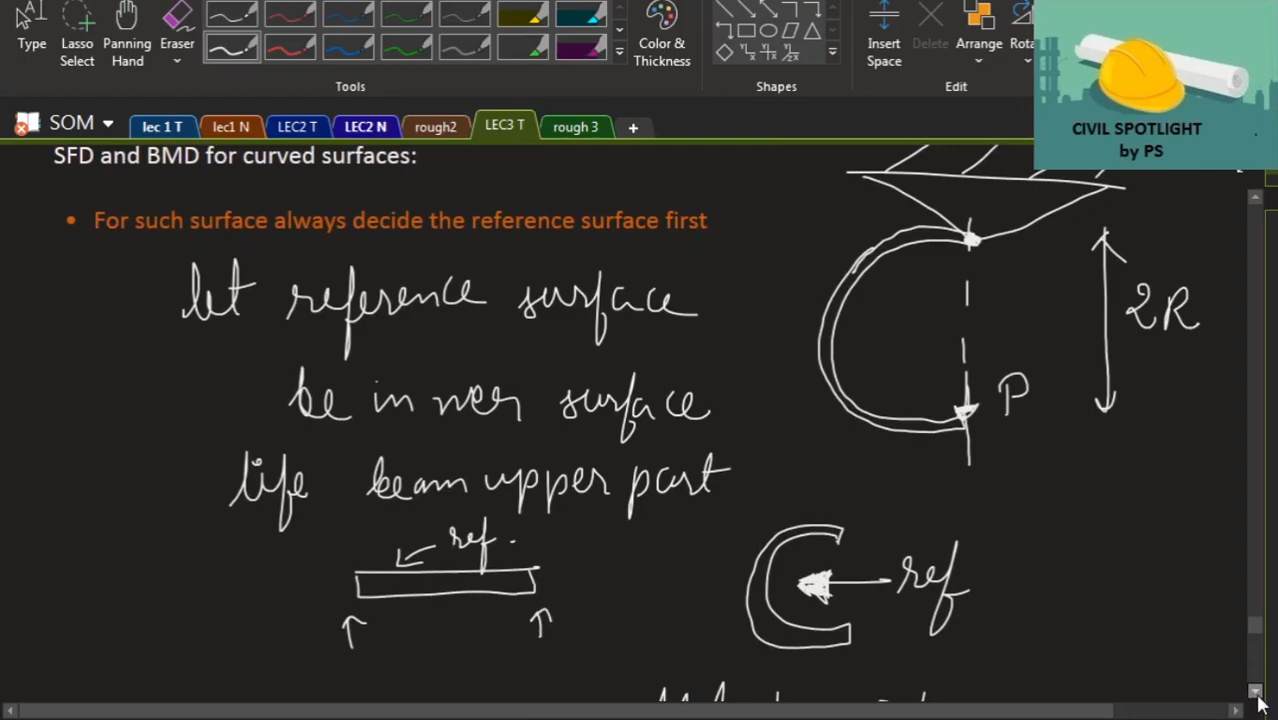 Type
Lasso
Select
Panning
Hand
Eraser
Color &
Thickness
Insert
Space
Delete
Arrange
Rota
Tools
Shapes
Edit
CIVIL SPOTLIGHT
by PS
SOM
lec 1 T
lec1 N
LEC2 T
LEC2 N
rough2
LEC3 T
rough 3
SFD and BMD for curved surfaces:
• For such surface always decide the reference surface first
let reference surface
be inner surface
life beam upper part
ref.
2R
P
ref